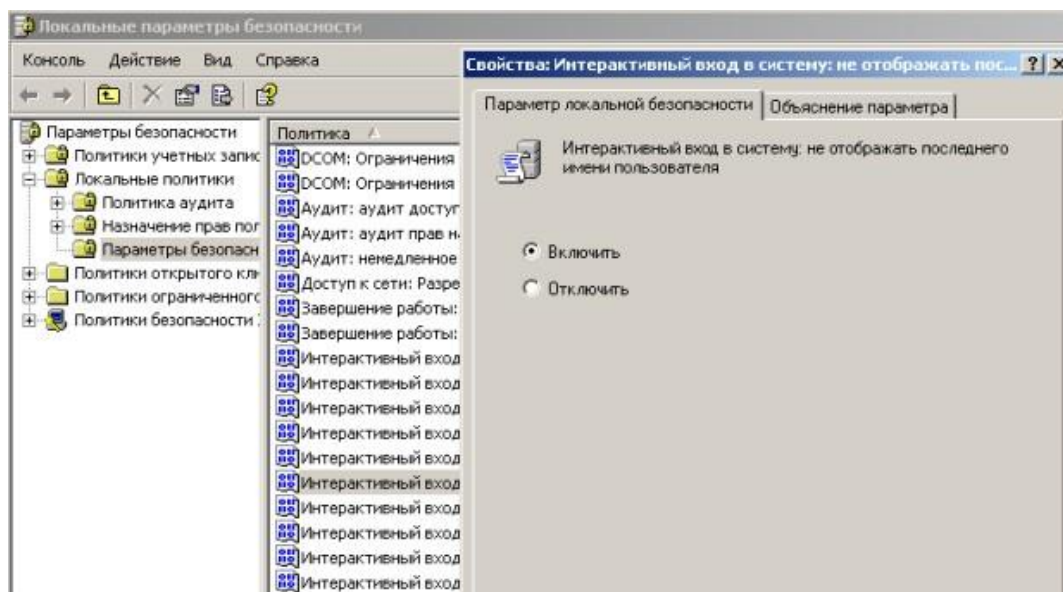 Локальные параметры безопасности
Консоль Действие Вид Справка
Свойства: Интерактивный вход в систему: не отображать пос...
Параметр локальной безопасности Объяснение параметра
Интерактивный вход в систему: не отображать последнего
имени пользователя
Включить
Отключить
Параметры безопасности
Политики учетных запис
Локальные политики
Политика аудита
Назначение прав пол
Параметры безопасн
Политики открытого клю
Политики ограниченного
Политики безопасности
Политика
DCOM: Ограничения
DCOM: Ограничения
Аудит: аудит доступ
Аудит: аудит прав н
Аудит: немедленное
Доступ к сети: Разре
Завершение работы:
Завершение работы:
Интерактивный вход
Интерактивный вход
Интерактивный вход
Интерактивный вход
Интерактивный вход
Интерактивный вход
Интерактивный вход
Интерактивный вход
Интерактивный вход
Интерактивный вход